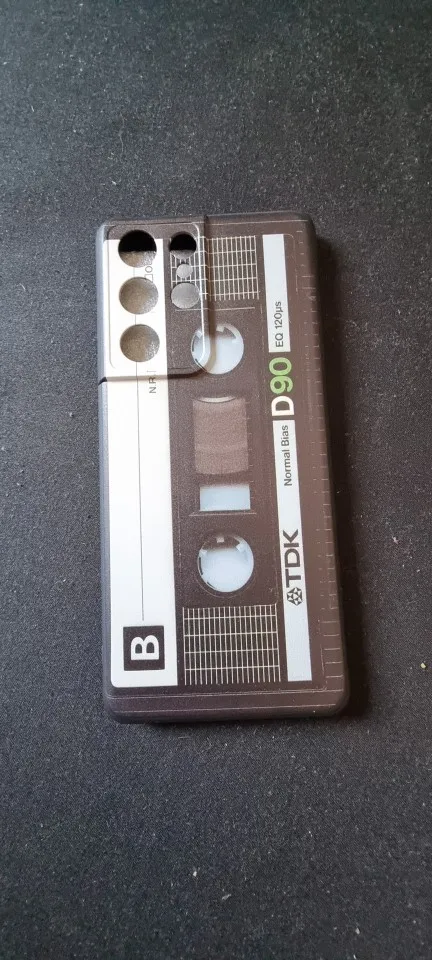 B
N.R.
TDK Normal Bias D90 EQ 120µs